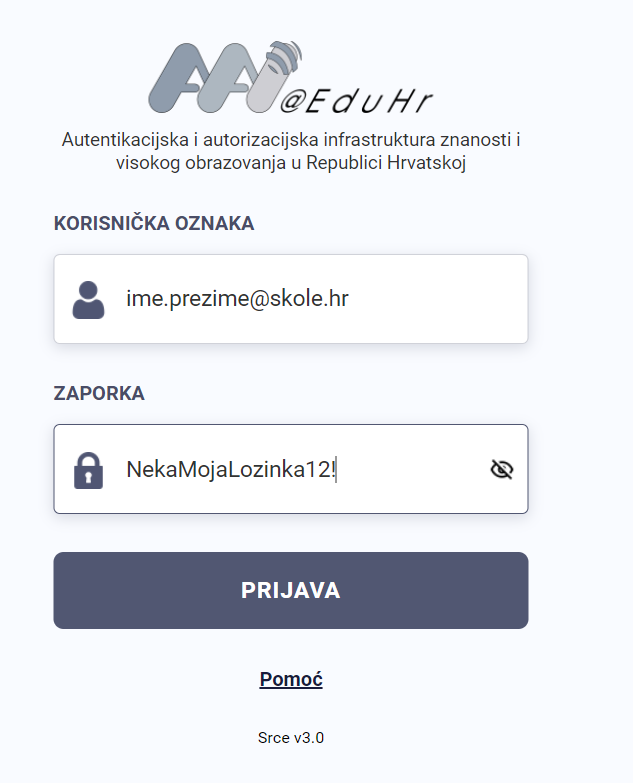 AAI@EduHr
Autentikacijska i autorizacijska infrastruktura znanosti i
visokog obrazovanja u Republici Hrvatskoj
KORISNIČKA OZNAKA
ime.prezime@skole.hr
ZAPORKA
NekaMojaLozinka12!
PRIJAVA
Pomoć
Srce v3.0